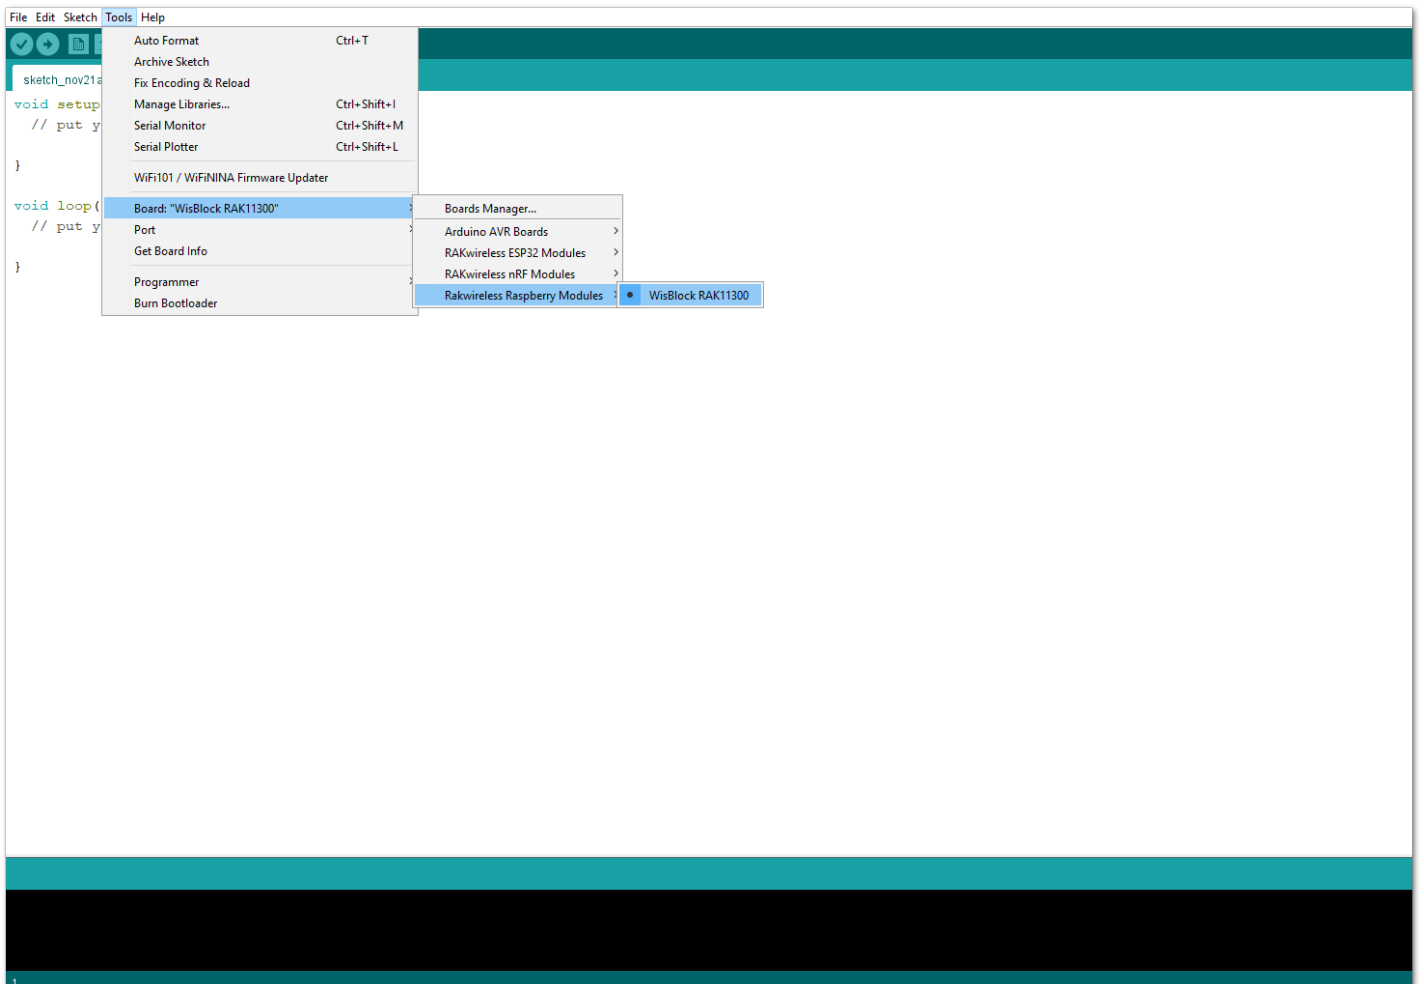 File Edit Sketch Tools Help
Auto Format Ctrl+T
Archive Sketch
sketch_nov21a
Fix Encoding & Reload
void setup
Manage Libraries... Ctrl+Shift+I
// put y
Serial Monitor Ctrl+Shift+M
Serial Plotter Ctrl+Shift+L
}
WiFi101 / WiFiNINA Firmware Updater
void loop(
Board: "WisBlock RAK11300"
Boards Manager...
// put y
Port
Arduino AVR Boards
Get Board Info
RAKwireless ESP32 Modules
}
RAKwireless nRF Modules
Programmer
Rakwireless Raspberry Modules
WisBlock RAK11300
Burn Bootloader
1